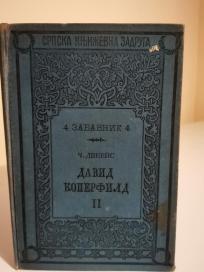 СРПСКА КЊИЖЕВНА ЗАДРУГА
4 ЗАБАВНИК 4
Ч. ДИКЕНС
ДАВИД
КОПЕРФИЛД
II